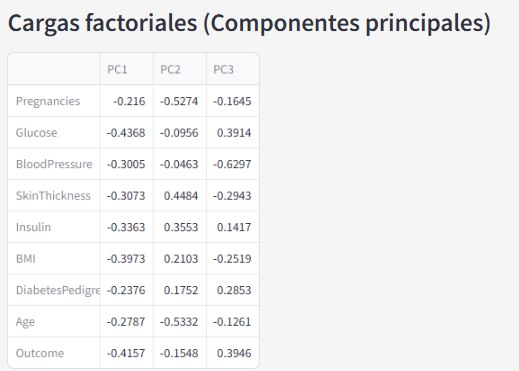 Cargas factoriales (Componentes principales)
PC1 PC2 PC3
Pregnancies -0.216 -0.5274 -0.1645
Glucose -0.4368 -0.0956 0.3914
BloodPressure -0.3005 -0.0463 -0.6297
SkinThickness -0.3073 0.4484 -0.2943
Insulin -0.3363 0.3553 0.1417
BMI -0.3973 0.2103 -0.2519
DiabetesPedigre -0.2376 0.1752 0.2853
Age -0.2787 -0.5332 -0.1261
Outcome -0.4157 -0.1548 0.3946